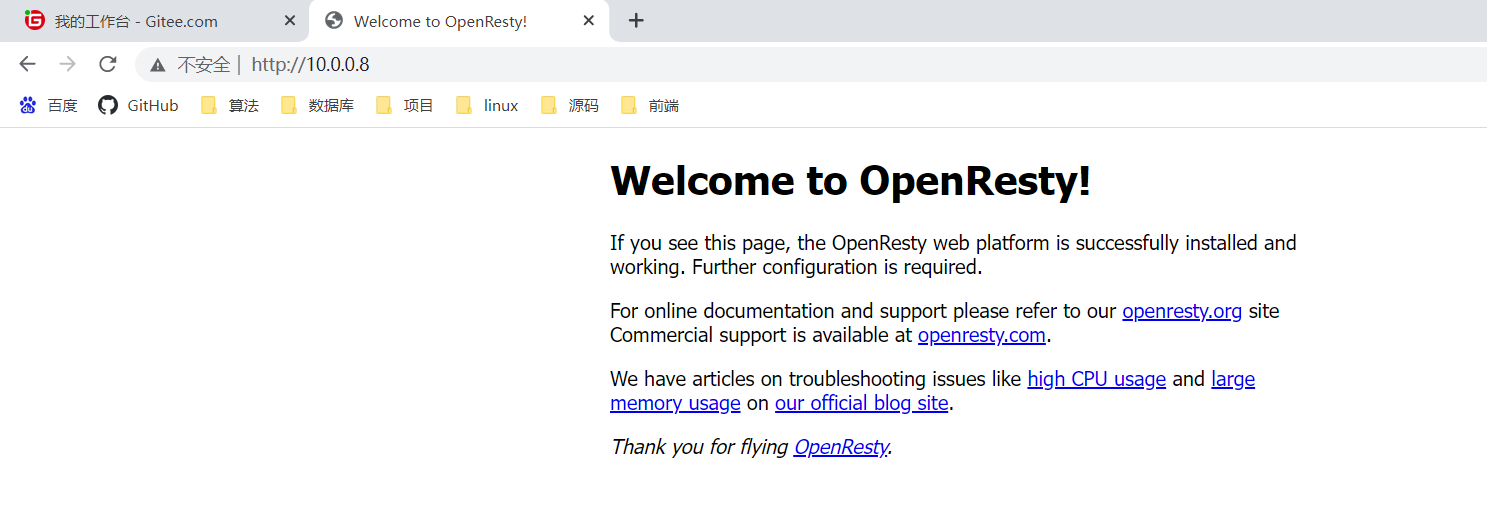 我的工作台 - Gitee.com
Welcome to OpenResty!
不安全 | http://10.0.0.8
百度 GitHub 算法 数据库 项目 linux 源码 前端
Welcome to OpenResty!
If you see this page, the OpenResty web platform is successfully installed and
working. Further configuration is required.
For online documentation and support please refer to our openresty.org site
Commercial support is available at openresty.com.
We have articles on troubleshooting issues like high CPU usage and large
memory usage on our official blog site.
Thank you for flying OpenResty.